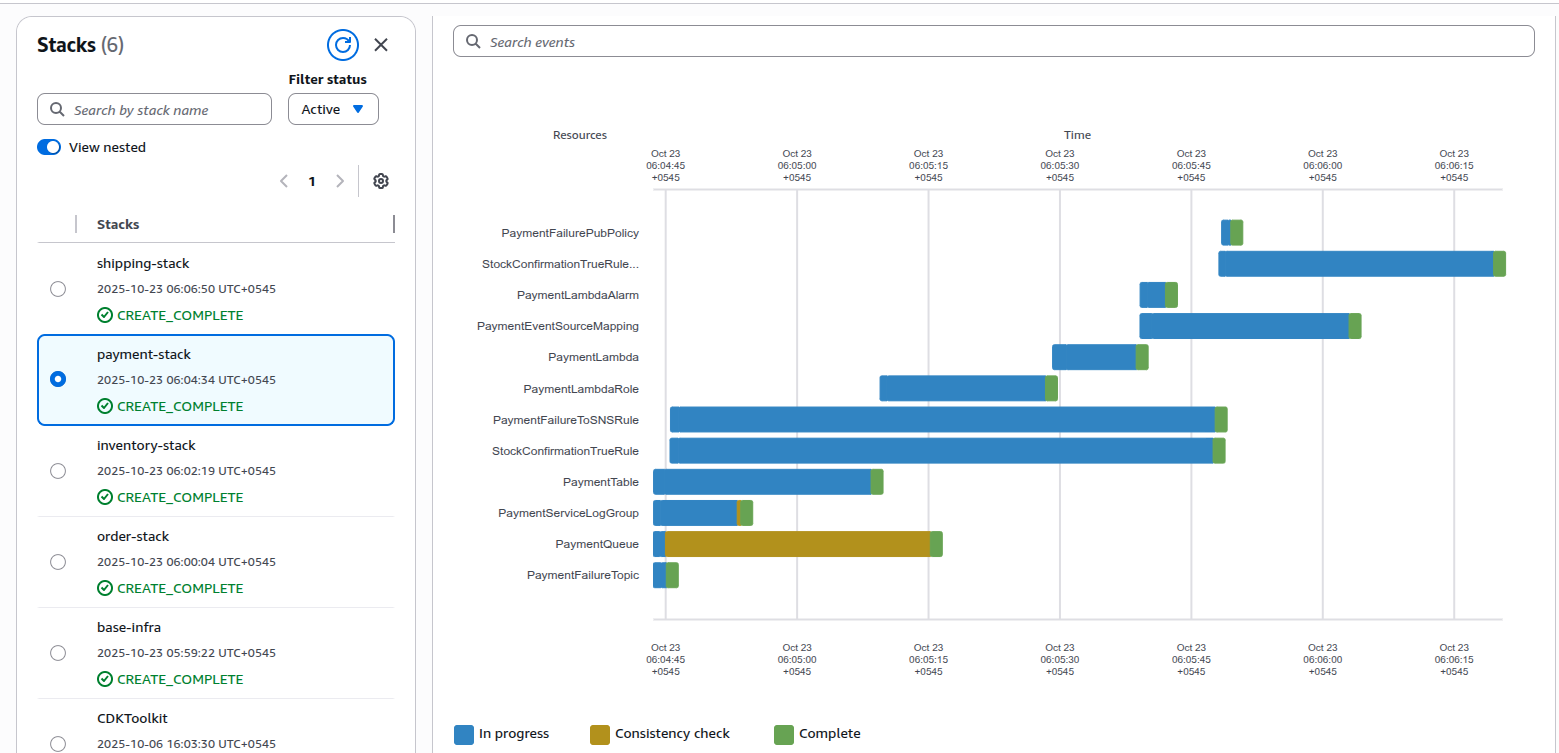 Stacks (6)
Filter status
Search by stack name
Active
View nested
1
Stacks
shipping-stack
2025-10-23 06:06:50 UTC+0545
CREATE_COMPLETE
payment-stack
2025-10-23 06:04:34 UTC+0545
CREATE_COMPLETE
inventory-stack
2025-10-23 06:02:19 UTC+0545
CREATE_COMPLETE
order-stack
2025-10-23 06:00:04 UTC+0545
CREATE_COMPLETE
base-infra
2025-10-23 05:59:22 UTC+0545
CREATE_COMPLETE
CDKToolkit
2025-10-06 16:03:30 UTC+0545
Search events
Resources Time
Oct 23 Oct 23 Oct 23 Oct 23 Oct 23 Oct 23 Oct 23
06:04:45 06:05:00 06:05:15 06:05:30 06:05:45 06:06:00 06:06:15
+0545 +0545 +0545 +0545 +0545 +0545 +0545
PaymentFailurePubPolicy
StockConfirmationTrueRule...
PaymentLambdaAlarm
PaymentEventSourceMapping
PaymentLambda
PaymentLambdaRole
PaymentFailureToSNSRule
StockConfirmationTrueRule
PaymentTable
PaymentServiceLogGroup
PaymentQueue
PaymentFailureTopic
Oct 23 Oct 23 Oct 23 Oct 23 Oct 23 Oct 23 Oct 23
06:04:45 06:05:00 06:05:15 06:05:30 06:05:45 06:06:00 06:06:15
+0545 +0545 +0545 +0545 +0545 +0545 +0545
In progress Consistency check Complete